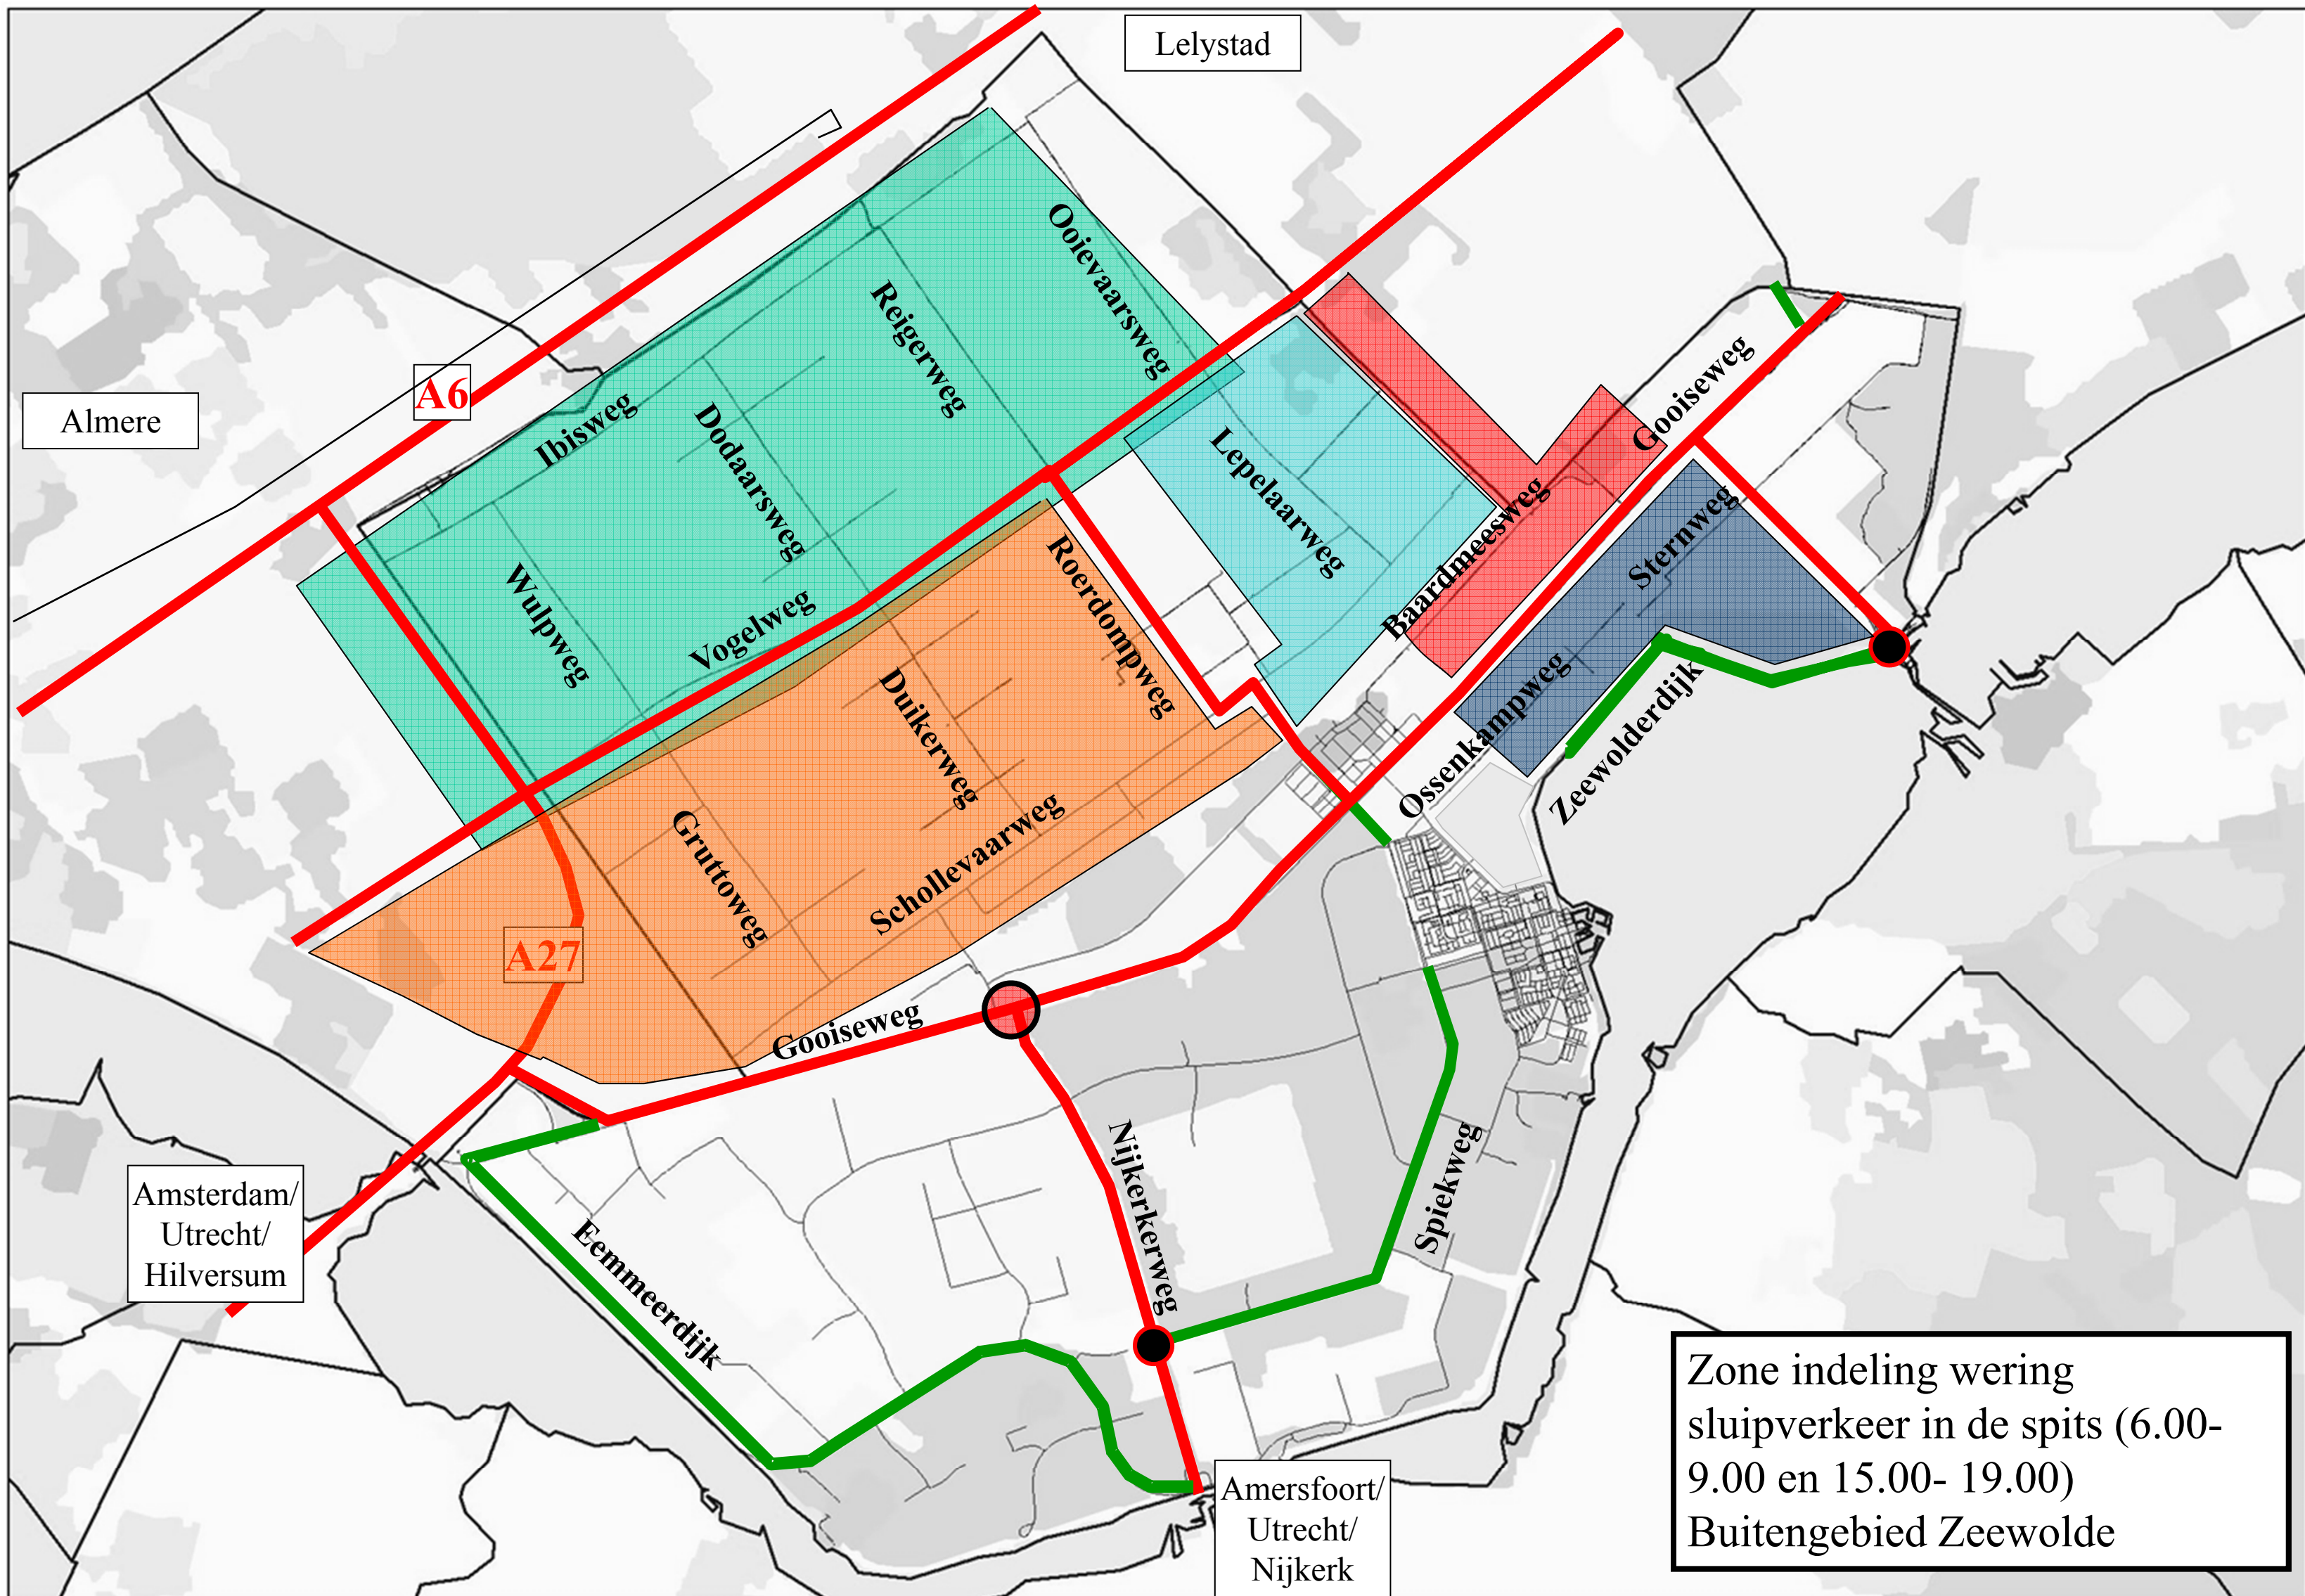 Lelystad
Ooievaarsweg
Reigerweg
Gooiseweg
A6
Almere
Ibisweg
Dodaarsweg
Lepelaarweg
Baardmeesweg
Sternweg
Wulpweg
Vogelweg
Roerdompweg
Duikerweg
Ossenkampweg
Zeewolderdijk
Gruttoweg
Schollevaarweg
A27
Gooiseweg
Nijkerkerweg
Spiekweg
Amsterdam/
Utrecht/
Hilversum
Eemmeerdijk
Zone indeling wering
sluipverkeer in de spits (6.00-
9.00 en 15.00- 19.00)
Buitengebied Zeewolde
Amersfoort/
Utrecht/
Nijkerk